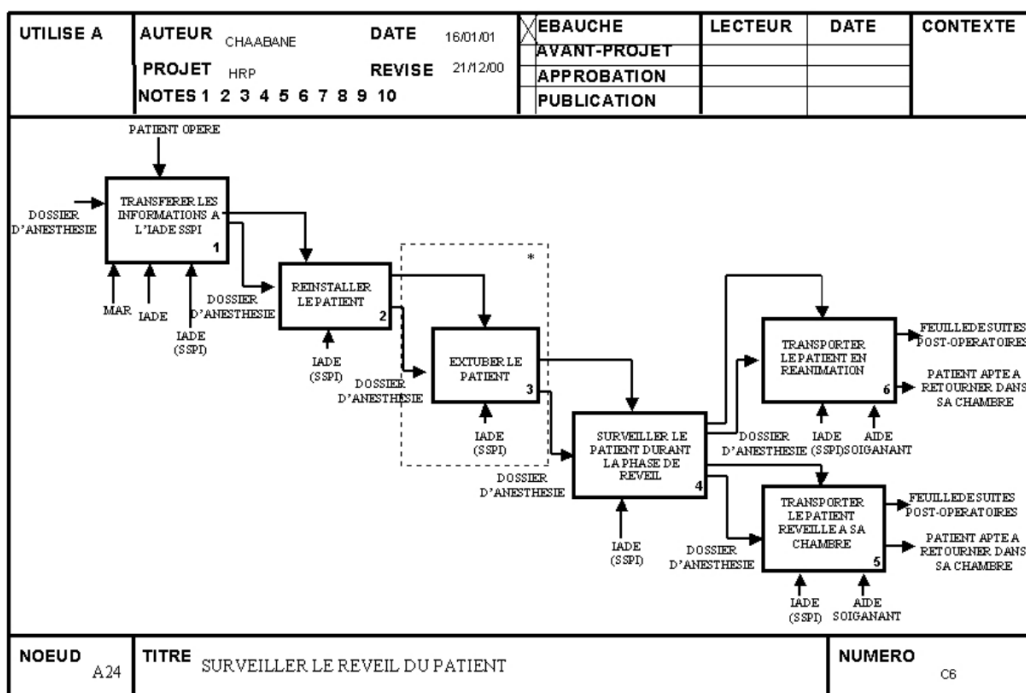 UTILISE A
AUTEUR CHAABANE
DATE 16/01/01
PROJET HRP
REVISE 21/12/00
NOTES 1 2 3 4 5 6 7 8 9 10
EBAUCHE
AVANT-PROJET
APPROBATION
PUBLICATION
LECTEUR
DATE
CONTEXTE
PATIENT OPERE
DOSSIER
D'ANESTHESIE
TRANSFERER LES
INFORMATIONS A
L'IADE SSPI
1
MAR
IADE
IADE
(SSPI)
DOSSIER
D'ANESTHESIE
REINSTALLER
LE PATIENT
2
IADE
(SSPI)
DOSSIER
D'ANESTHESIE
*
EXTUBER LE
PATIENT
3
IADE
(SSPI)
DOSSIER
D'ANESTHESIE
SURVEILLER LE
PATIENT DURANT
LA PHASE DE
REVEIL
4
IADE
(SSPI)
DOSSIER
D'ANESTHESIE
TRANSPORTER
LE PATIENT EN
REANIMATION
6
IADE
(SSPI)
AIDE
SOIGANANT
FEUILLE DE SUITES
POST-OPERATOIRES
PATIENT APTE A
RETOURNER DANS
SA CHAMBRE
DOSSIER
D'ANESTHESIE
TRANSPORTER
LE PATIENT
REVEILLE A SA
CHAMBRE
5
IADE
(SSPI)
AIDE
SOIGANANT
FEUILLE DE SUITES
POST-OPERATOIRES
PATIENT APTE A
RETOURNER DANS
SA CHAMBRE
NOEUD A24
TITRE SURVEILLER LE REVEIL DU PATIENT
NUMERO C6